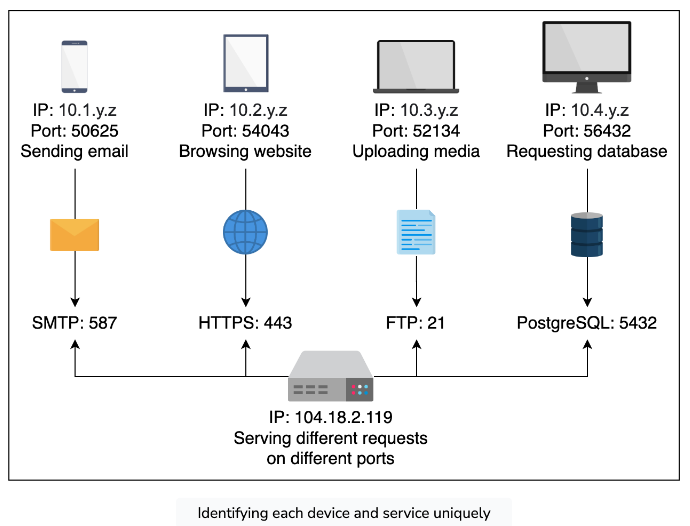 IP: 10.1.y.z
Port: 50625
Sending email
IP: 10.2.y.z
Port: 54043
Browsing website
IP: 10.3.y.z
Port: 52134
Uploading media
IP: 10.4.y.z
Port: 56432
Requesting database
SMTP: 587
HTTPS: 443
FTP: 21
PostgreSQL: 5432
IP: 104.18.2.119
Serving different requests
on different ports
Identifying each device and service uniquely